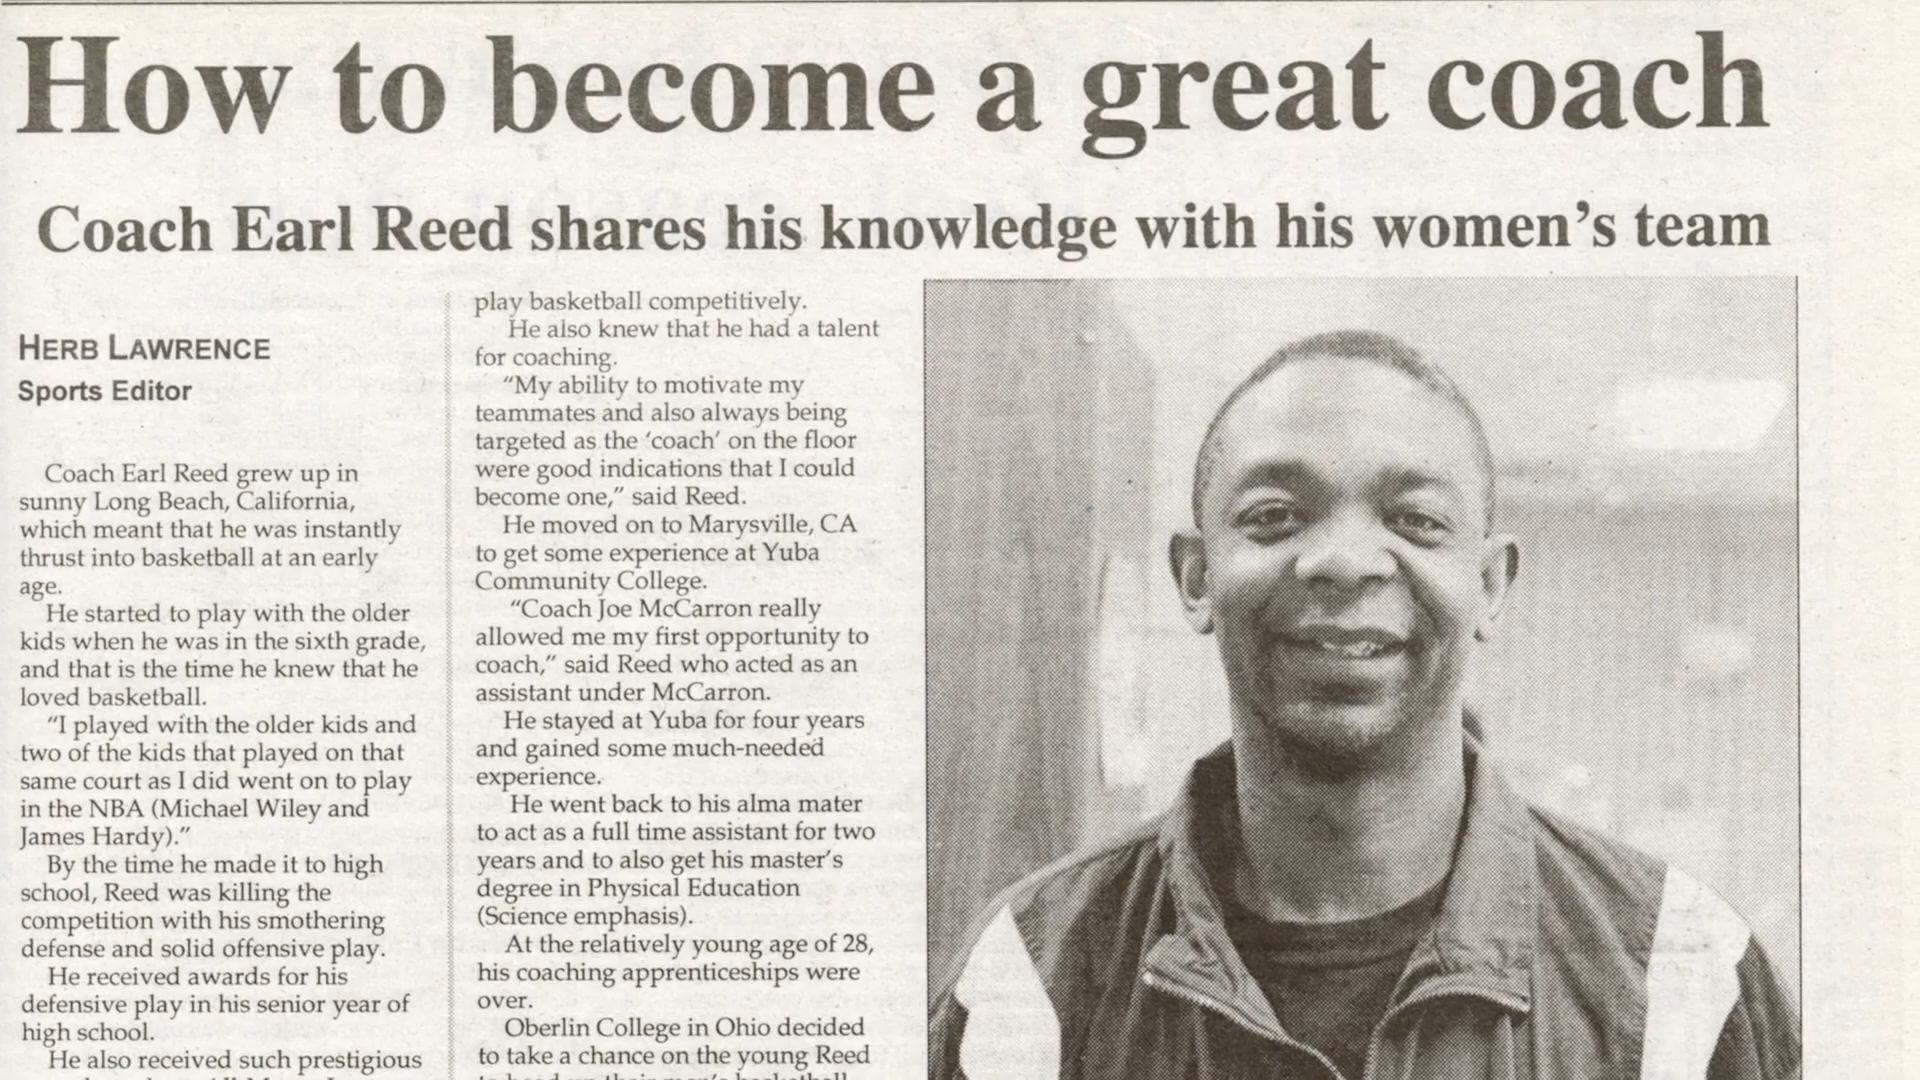 How to become a great coach
Coach Earl Reed shares his knowledge with his women's team
HERB LAWRENCE
Sports Editor
Coach Earl Reed grew up in
sunny Long Beach, California,
which meant that he was instantly
thrust into basketball at an early
age.
He started to play with the older
kids when he was in the sixth grade,
and that is the time he knew that he
loved basketball.
"I played with the older kids and
two of the kids that played on that
same court as I did went on to play
in the NBA (Michael Wiley and
James Hardy)."
By the time he made it to high
school, Reed was killing the
competition with his smothering
defense and solid offensive play.
He received awards for his
defensive play in his senior year of
high school.
He also received such prestigious
play basketball competitively.
He also knew that he had a talent
for coaching.
"My ability to motivate my
teammates and also always being
targeted as the 'coach' on the floor
were good indications that I could
become one," said Reed.
He moved on to Marysville, CA
to get some experience at Yuba
Community College.
"Coach Joe McCarron really
allowed me my first opportunity to
coach," said Reed who acted as an
assistant under McCarron.
He stayed at Yuba for four years
and gained some much-needed
experience.
He went back to his alma mater
to act as a full time assistant for two
years and to also get his master's
degree in Physical Education
(Science emphasis).
At the relatively young age of 28,
his coaching apprenticeships were
over.
Oberlin College in Ohio decided
to take a chance on the young Reed
to head up their men's basketball